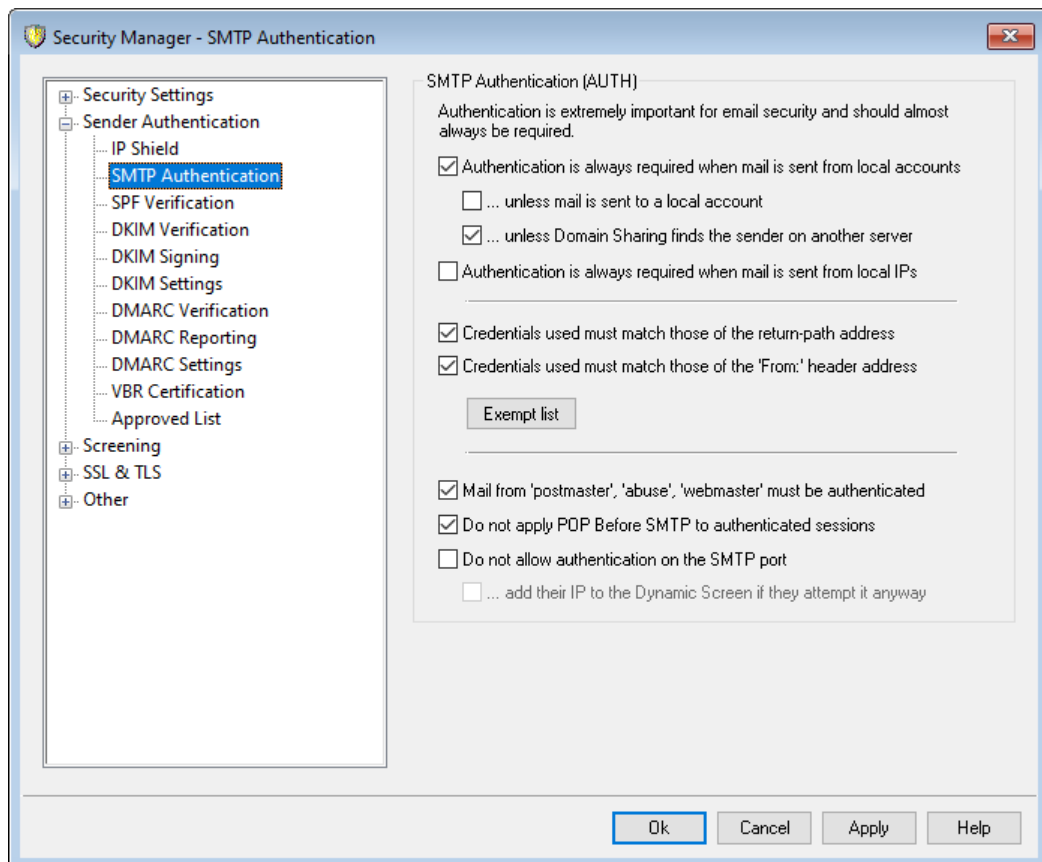 Security Manager - SMTP Authentication
Security Settings
Sender Authentication
IP Shield
SMTP Authentication
SPF Verification
DKIM Verification
DKIM Signing
DKIM Settings
DMARC Verification
DMARC Reporting
DMARC Settings
VBR Certification
Approved List
Screening
SSL & TLS
Other
SMTP Authentication (AUTH)
Authentication is extremely important for email security and should almost
always be required.
Authentication is always required when mail is sent from local accounts
... unless mail is sent to a local account
... unless Domain Sharing finds the sender on another server
Authentication is always required when mail is sent from local IPs
Credentials used must match those of the return-path address
Credentials used must match those of the 'From:' header address
Exempt list
Mail from 'postmaster', 'abuse', 'webmaster' must be authenticated
Do not apply POP Before SMTP to authenticated sessions
Do not allow authentication on the SMTP port
... add their IP to the Dynamic Screen if they attempt it anyway
Ok
Cancel
Apply
Help